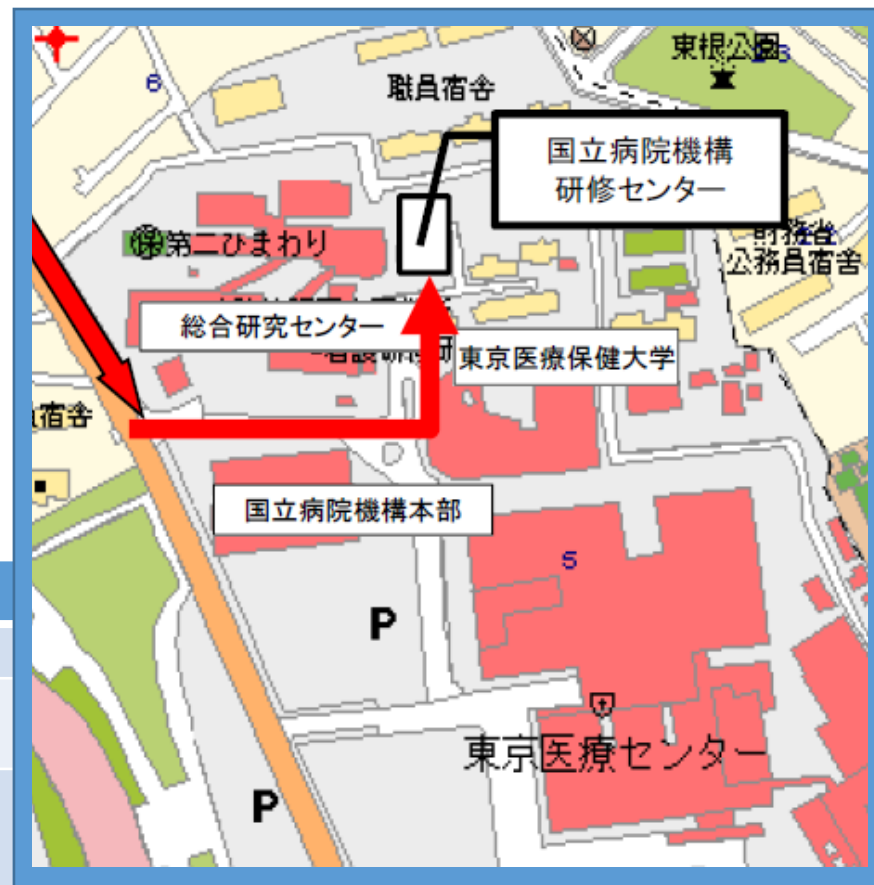 東根公園
23
6
職員宿舎
国立病院機構
研修センター
保
第二ひまわり
財務省
公務員宿舎
総合研究センター
東京医療保健大学
宿舎
国立病院機構本部
5
P
東京医療センター
P